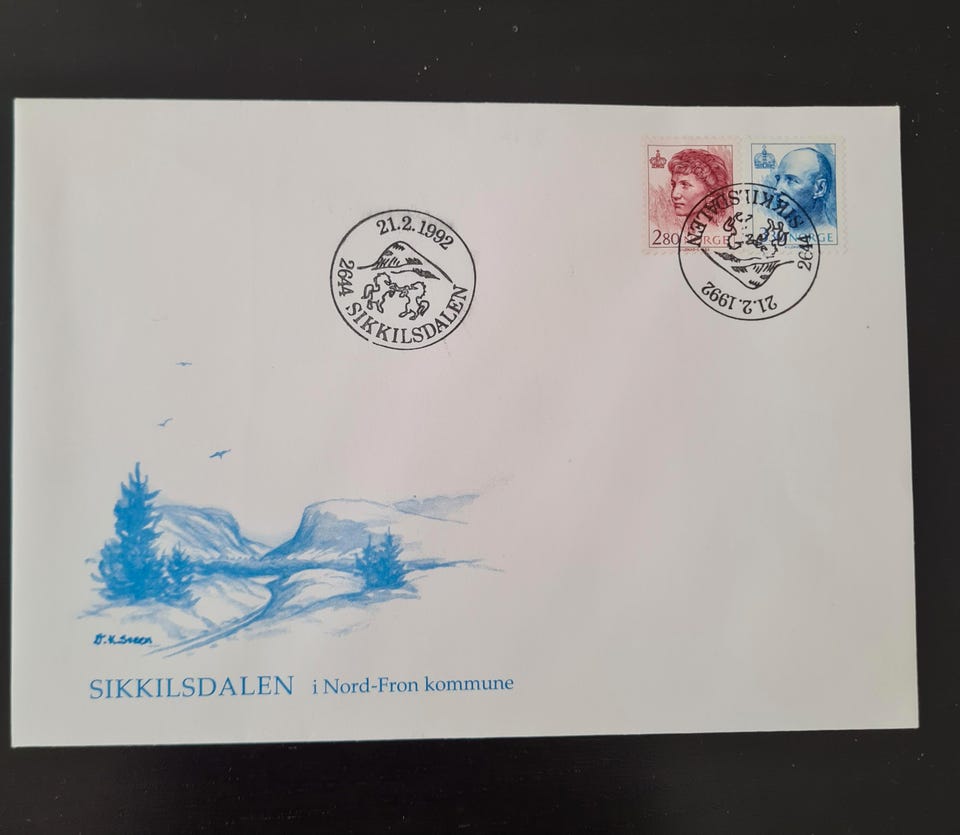 2.80 NORGE
NORGE
SIKKILSDALEN
2644
21.2.1992
21.2.1992
2644 SIKKILSDALEN
SIKKILSDALEN i Nord-Fron kommune